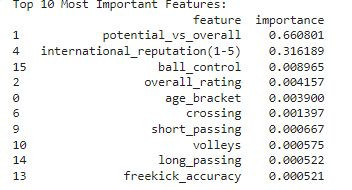 Top 10 Most Important Features:
feature importance
1 potential_vs_overall 0.660801
4 international_reputation(1-5) 0.316189
15 ball_control 0.008965
2 overall_rating 0.004157
0 age_bracket 0.003900
6 crossing 0.001397
9 short_passing 0.000667
10 volleys 0.000575
14 long_passing 0.000522
13 freekick_accuracy 0.000521